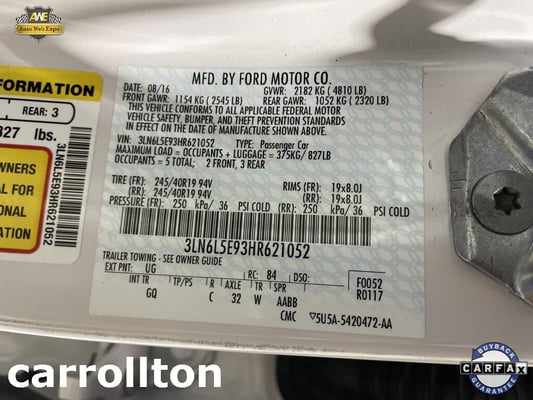 AWE
Auto Web Expo
FORMATION
REAR: 3
827 lbs.
OWNERS
AL FOR
ONAL
ATION
3LN6L5E93HR621052
MFD. BY FORD MOTOR CO.
DATE: 08/16 GVWR: 2182 KG ( 4810 LB)
FRONT GAWR: 1154 KG ( 2545 LB) REAR GAWR: 1052 KG ( 2320 LB)
THIS VEHICLE CONFORMS TO ALL APPLICABLE FEDERAL MOTOR
VEHICLE SAFETY, BUMPER, AND THEFT PREVENTION STANDARDS
IN EFFECT ON THE DATE OF MANUFACTURE SHOWN ABOVE.
VIN: 3LN6L5E93HR621052 TYPE: Passenger Car
MAXIMUM LOAD = OCCUPANTS + LUGGAGE = 375KG/ 827LB
OCCUPANTS = 5 TOTAL: 2 FRONT, 3 REAR
TIRE (FR): 245/40R19 94V RIMS (FR): 19x8.0J
(RR): 245/40R19 94V (RR): 19x8.0J
PRESSURE (FR): 250 kPa/ 36 PSI COLD (RR): 250 kPa/ 36 PSI COLD
3LN6L5E93HR621052
TRAILER TOWING - SEE OWNER GUIDE
EXT PNT: UG RC: 84 DSO: F0052
R0117
INT TR TP/PS R AXLE TR SPR
GQ C 32 W AABB
CMC 5U5A-5420472-AA
carrollton
BUYBACK
CARFAX
GUARANTEE